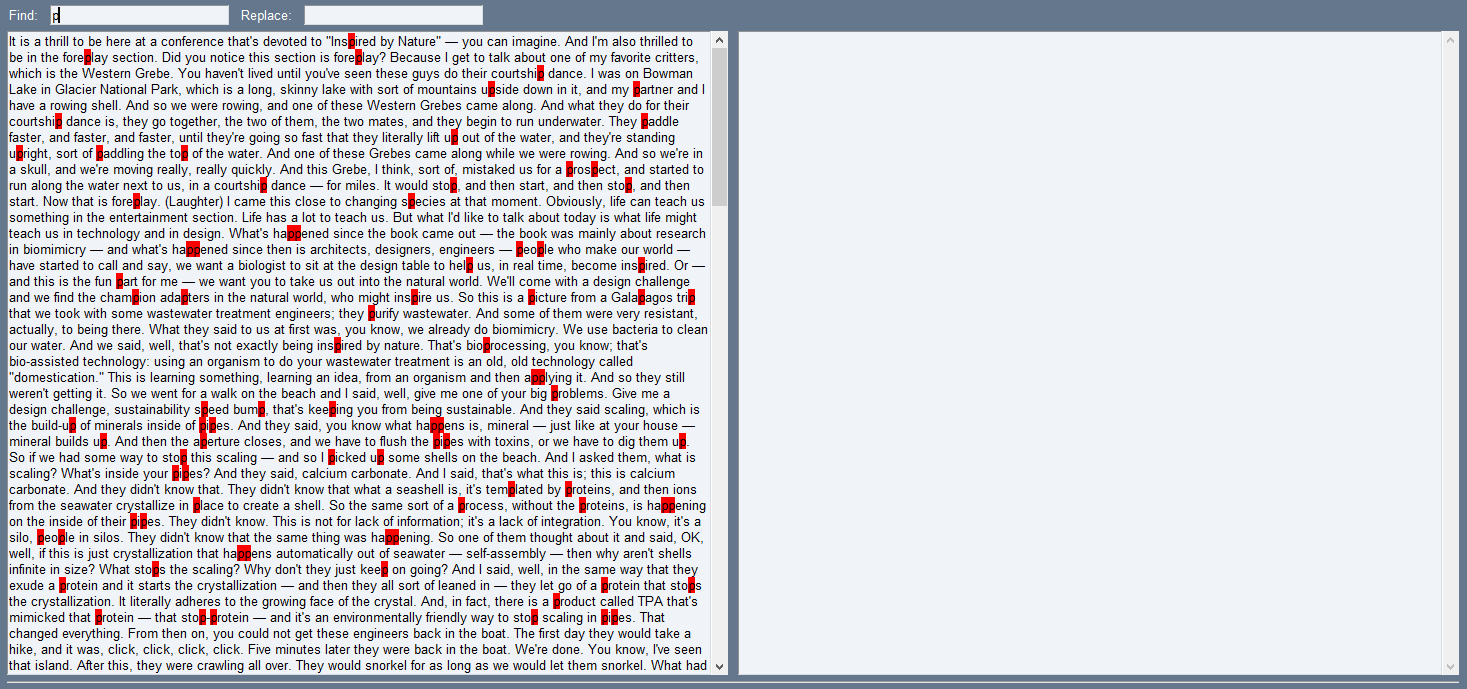 Find: p Replace:
It is a thrill to be here at a conference that's devoted to "Inspired by Nature" — you can imagine. And I'm also thrilled to
be in the foreplay section. Did you notice this section is foreplay? Because I get to talk about one of my favorite critters,
which is the Western Grebe. You haven't lived until you've seen these guys do their courtship dance. I was on Bowman
Lake in Glacier National Park, which is a long, skinny lake with sort of mountains upside down in it, and my partner and I
have a rowing shell. And so we were rowing, and one of these Western Grebes came along. And what they do for their
courtship dance is, they go together, the two of them, the two mates, and they begin to run underwater. They paddle
faster, and faster, and faster, until they're going so fast that they literally lift up out of the water, and they're standing
upright, sort of paddling the top of the water. And one of these Grebes came along while we were rowing. And so we're in
a skull, and we're moving really, really quickly. And this Grebe, I think, sort of, mistaked us for a prospect, and started to
run along the water next to us, in a courtship dance — for miles. It would stop, and then start, and then stop, and then
start. Now that is foreplay. (Laughter) I came this close to changing species at that moment. Obviously, life can teach us
something in the entertainment section. Life has a lot to teach us. But what I'd like to talk about today is what life might
teach us in technology and in design. What's happened since the book came out — the book was mainly about research
in biomimicry — and what's happened since then is architects, designers, engineers — people who make our world —
have started to call and say, we want a biologist to sit at the design table to help us, in real time, become inspired. Or —
and this is the fun part for me — we want you to take us out into the natural world. We'll come with a design challenge
and we find the champion adapters in the natural world, who might inspire us. So this is a picture from a Galapagos trip
that we took with some wastewater treatment engineers; they purify wastewater. And some of them were very resistant,
actually, to being there. What they said to us at first was, you know, we already do biomimicry. We use bacteria to clean
our water. And we said, well, that's not exactly being inspired by nature. That's bioprocessing, you know; that's
bio-assisted technology: using an organism to do your wastewater treatment is an old, old technology called
"domestication." This is learning something, learning an idea, from an organism and then applying it. And so they still
weren't getting it. So we went for a walk on the beach and I said, well, give me one of your big problems. Give me a
design challenge, sustainability speed bump, that's keeping you from being sustainable. And they said scaling, which is
the build-up of minerals inside of pipes. And they said, you know what happens is, mineral — just like at your house —
mineral builds up. And then the aperture closes, and we have to flush the pipes with toxins, or we have to dig them up.
So if we had some way to stop this scaling — and so I picked up some shells on the beach. And I asked them, what is
scaling? What's inside your pipes? And they said, calcium carbonate. And I said, that's what this is; this is calcium
carbonate. And they didn't know that. They didn't know that what a seashell is, it's templated by proteins, and then ions
from the seawater crystallize in place to create a shell. So the same sort of a process, without the proteins, is happening
on the inside of their pipes. They didn't know. This is not for lack of information; it's a lack of integration. You know, it's a
silo, people in silos. They didn't know that the same thing was happening. So one of them thought about it and said, OK,
well, if this is just crystallization that happens automatically out of seawater — self-assembly — then why aren't shells
infinite in size? What stops the scaling? Why don't they just keep on going? And I said, well, in the same way that they
exude a protein and it starts the crystallization — and then they all sort of leaned in — they let go of a protein that stops
the crystallization. It literally adheres to the growing face of the crystal. And, in fact, there is a product called TPA that's
mimicked that protein — that stop-protein — and it's an environmentally friendly way to stop scaling in pipes. That
changed everything. From then on, you could not get these engineers back in the boat. The first day they would take a
hike, and it was, click, click, click, click. Five minutes later they were back in the boat. We're done. You know, I've seen
that island. After this, they were crawling all over. They would snorkel for as long as we would let them snorkel. What had